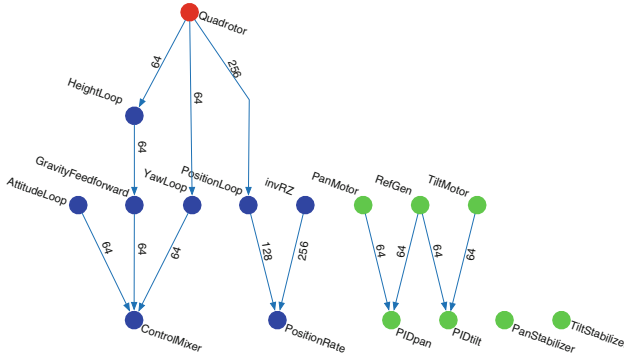 Quadrotor
64
64
256
HeightLoop
64
AttitudeLoop
GravityFeedforward
YawLoop
PositionLoop
invRZ
PanMotor
RefGen
TiltMotor
64
64
64
128
256
64
64
64
64
ControlMixer
PositionRate
PIDpan
PIDtilt
PanStabilizer
TiltStabilize